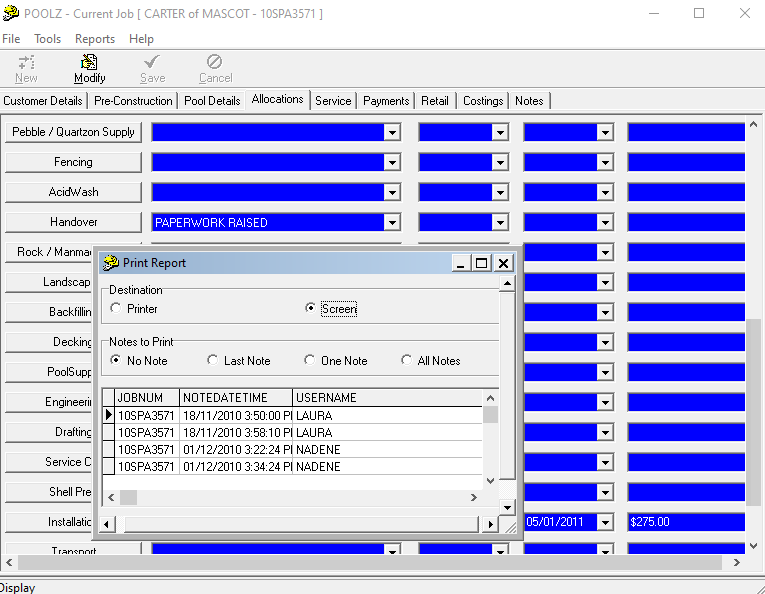 POOLZ - Current Job [ CARTER of MASCOT - 10SPA3571 ]
File Tools Reports Help
New Modify Save Cancel
Customer Details Pre-Construction Pool Details Allocations Service Payments Retail Costings Notes
Pebble / Quartzon Supply
Fencing
AcidWash
Handover PAPERWORK RAISED
Rock / Manma
Landscap
Backfillin
Decking
PoolSupp
Engineeri
Drafting
Service C
Shell Pre
Installatio 05/01/2011 $275.00
Transport
Print Report
Destination
Printer Screen
Notes to Print
No Note Last Note One Note All Notes
JOBNUM NOTEDATETIME USERNAME
10SPA3571 18/11/2010 3:50:00 PI LAURA
10SPA3571 18/11/2010 3:58:10 PI LAURA
10SPA3571 01/12/2010 3:22:24 PI NADENE
10SPA3571 01/12/2010 3:34:24 PI NADENE
Display